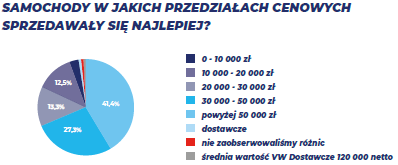 SAMOCHODY W JAKICH PRZEDZIAŁACH CENOWYCH
SPRZEDAWAŁY SIĘ NAJLEPIEJ?
12,5%
13,3%
27,3%
41,4%
0 - 10 000 zł
10 000 - 20 000 zł
20 000 - 30 000 zł
30 000 - 50 000 zł
powyżej 50 000 zł
dostawcze
nie zaobserwowaliśmy różnic
średnia wartość VW Dostawcze 120 000 netto